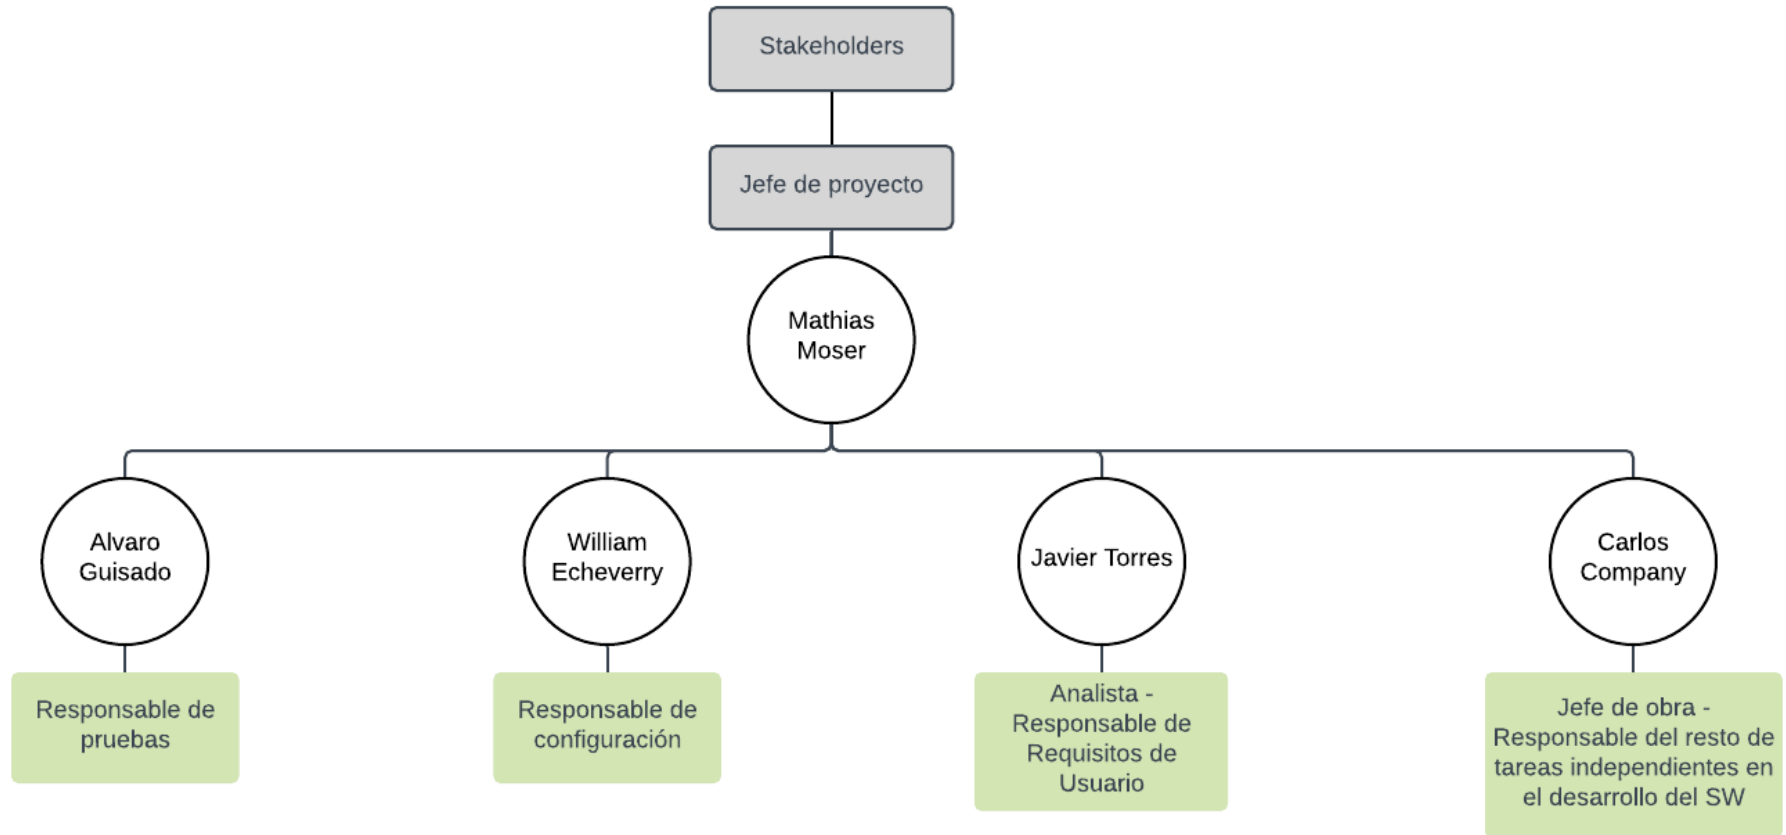 Stakeholders
Jefe de proyecto
Mathias
Moser
Alvaro
Guisado
William
Echeverry
Javier Torres
Carlos
Company
Responsable de
pruebas
Responsable de
configuración
Analista -
Responsable de
Requisitos de
Usuario
Jefe de obra -
Responsable del resto de
tareas independientes en
el desarrollo del SW